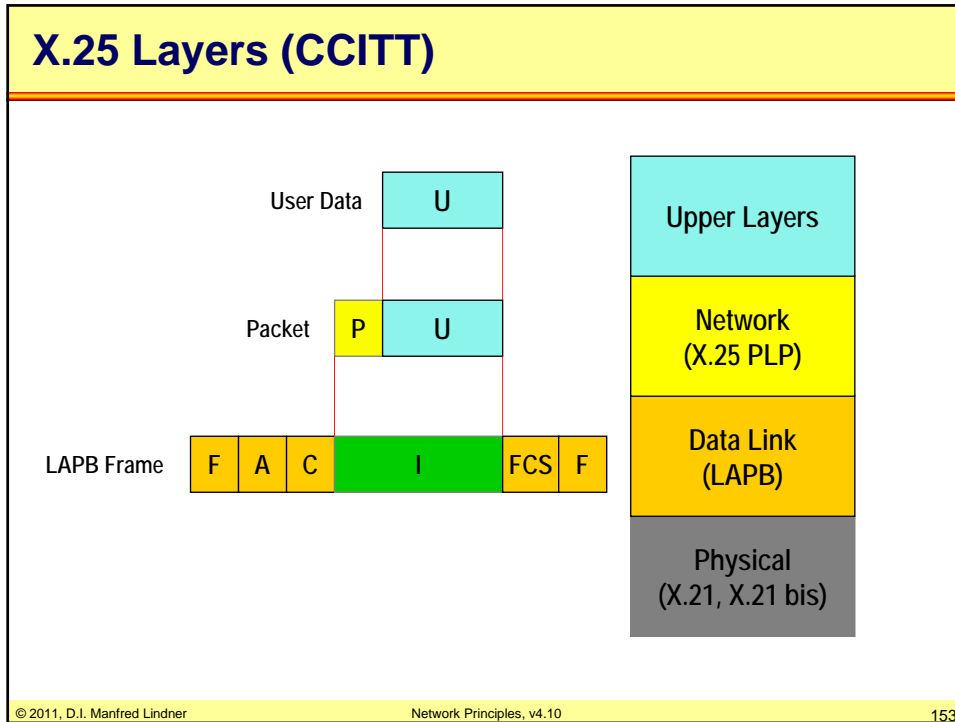 X.25 Layers (CCITT)
User Data U
Packet P U
LAPB Frame F A C I FCS F
Upper Layers
Network
(X.25 PLP)
Data Link
(LAPB)
Physical
(X.21, X.21 bis)
© 2011, D.I. Manfred Lindner Network Principles, v4.10 153